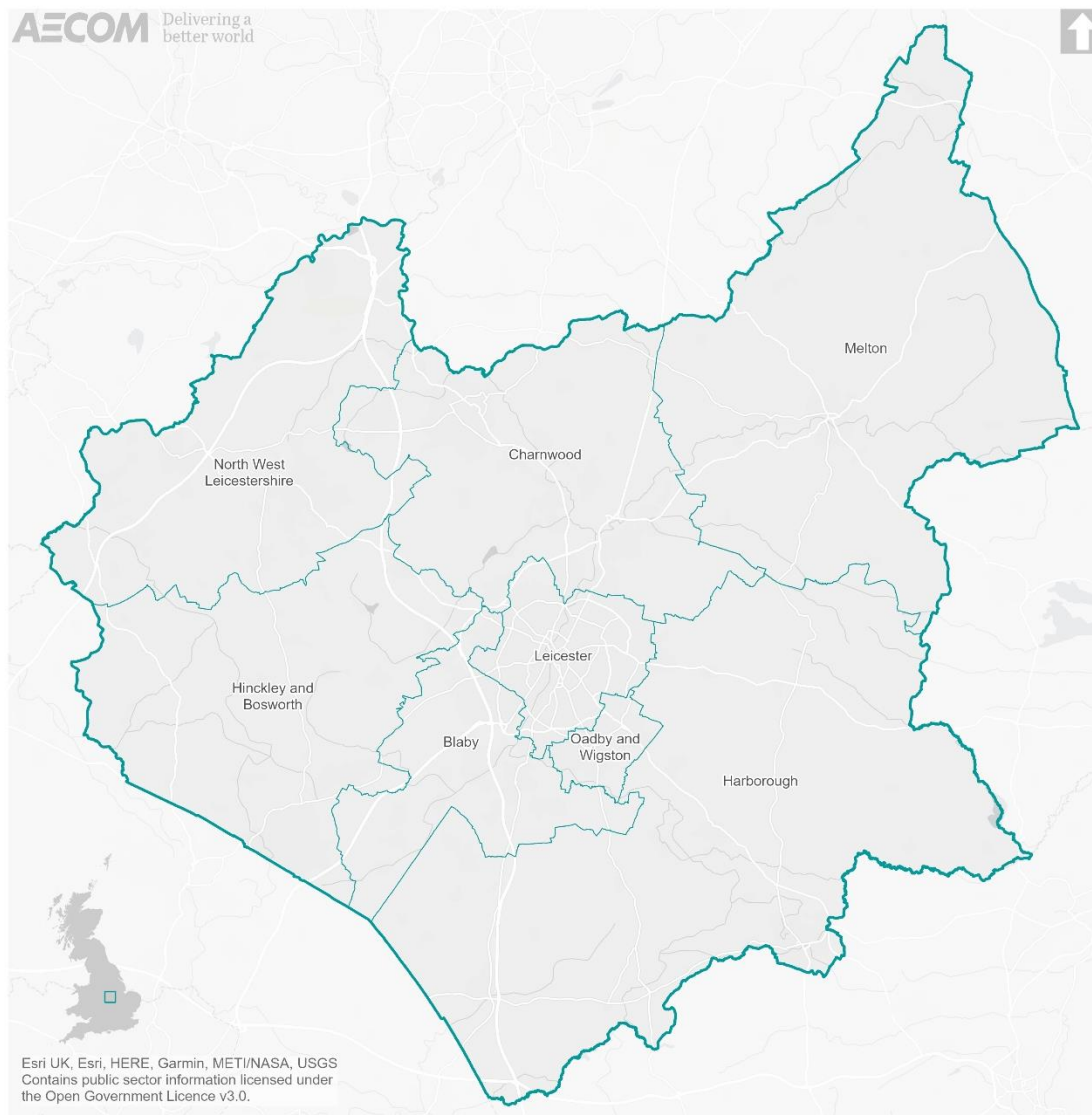 AECOM
Delivering a
better world
Melton
Charnwood
North West
Leicestershire
Leicester
Hinckley and
Bosworth
Blaby
Oadby and
Wigston
Harborough
Esri UK, Esri, HERE, Garmin, METI/NASA, USGS
Contains public sector information licensed under
the Open Government Licence v3.0.